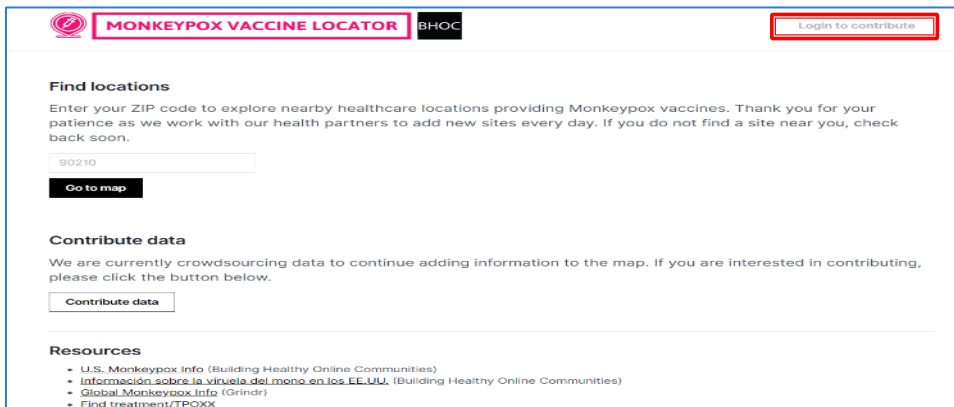 MONKEYPOX VACCINE LOCATOR BHOC Login to contribute
Find locations
Enter your ZIP code to explore nearby healthcare locations providing Monkeypox vaccines. Thank you for your
patience as we work with our health partners to add new sites every day. If you do not find a site near you, check
back soon.
90210
Go to map
Contribute data
We are currently crowdsourcing data to continue adding information to the map. If you are interested in contributing,
please click the button below.
Contribute data
Resources
• U.S. Monkeypox Info (Building Healthy Online Communities)
• Información sobre la viruela del mono en los EE.UU. (Building Healthy Online Communities)
• Global Monkeypox Info (Grindr)
• Find treatment/TPOXX